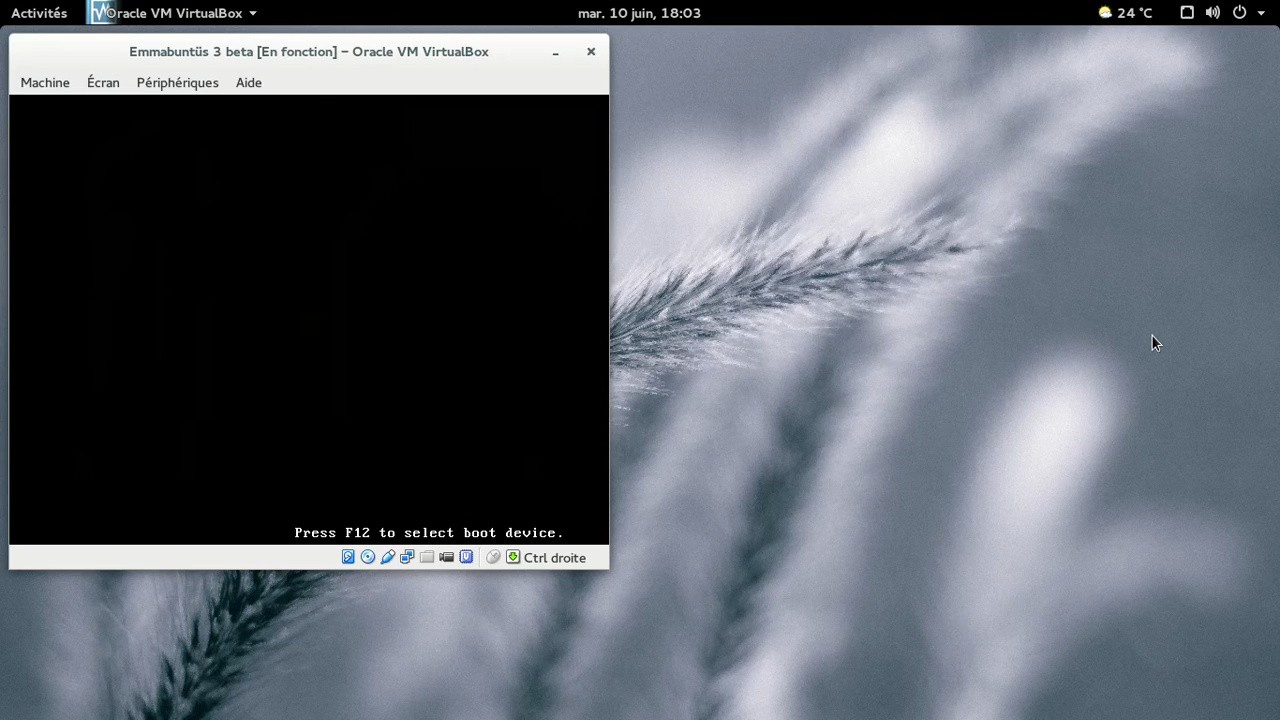 Activités Oracle VM VirtualBox mar. 10 juin, 18:03 24 °C
Emmabuntüs 3 beta [En fonction] – Oracle VM VirtualBox
Machine Écran Périphériques Aide
Press F12 to select boot device.
Ctrl droite